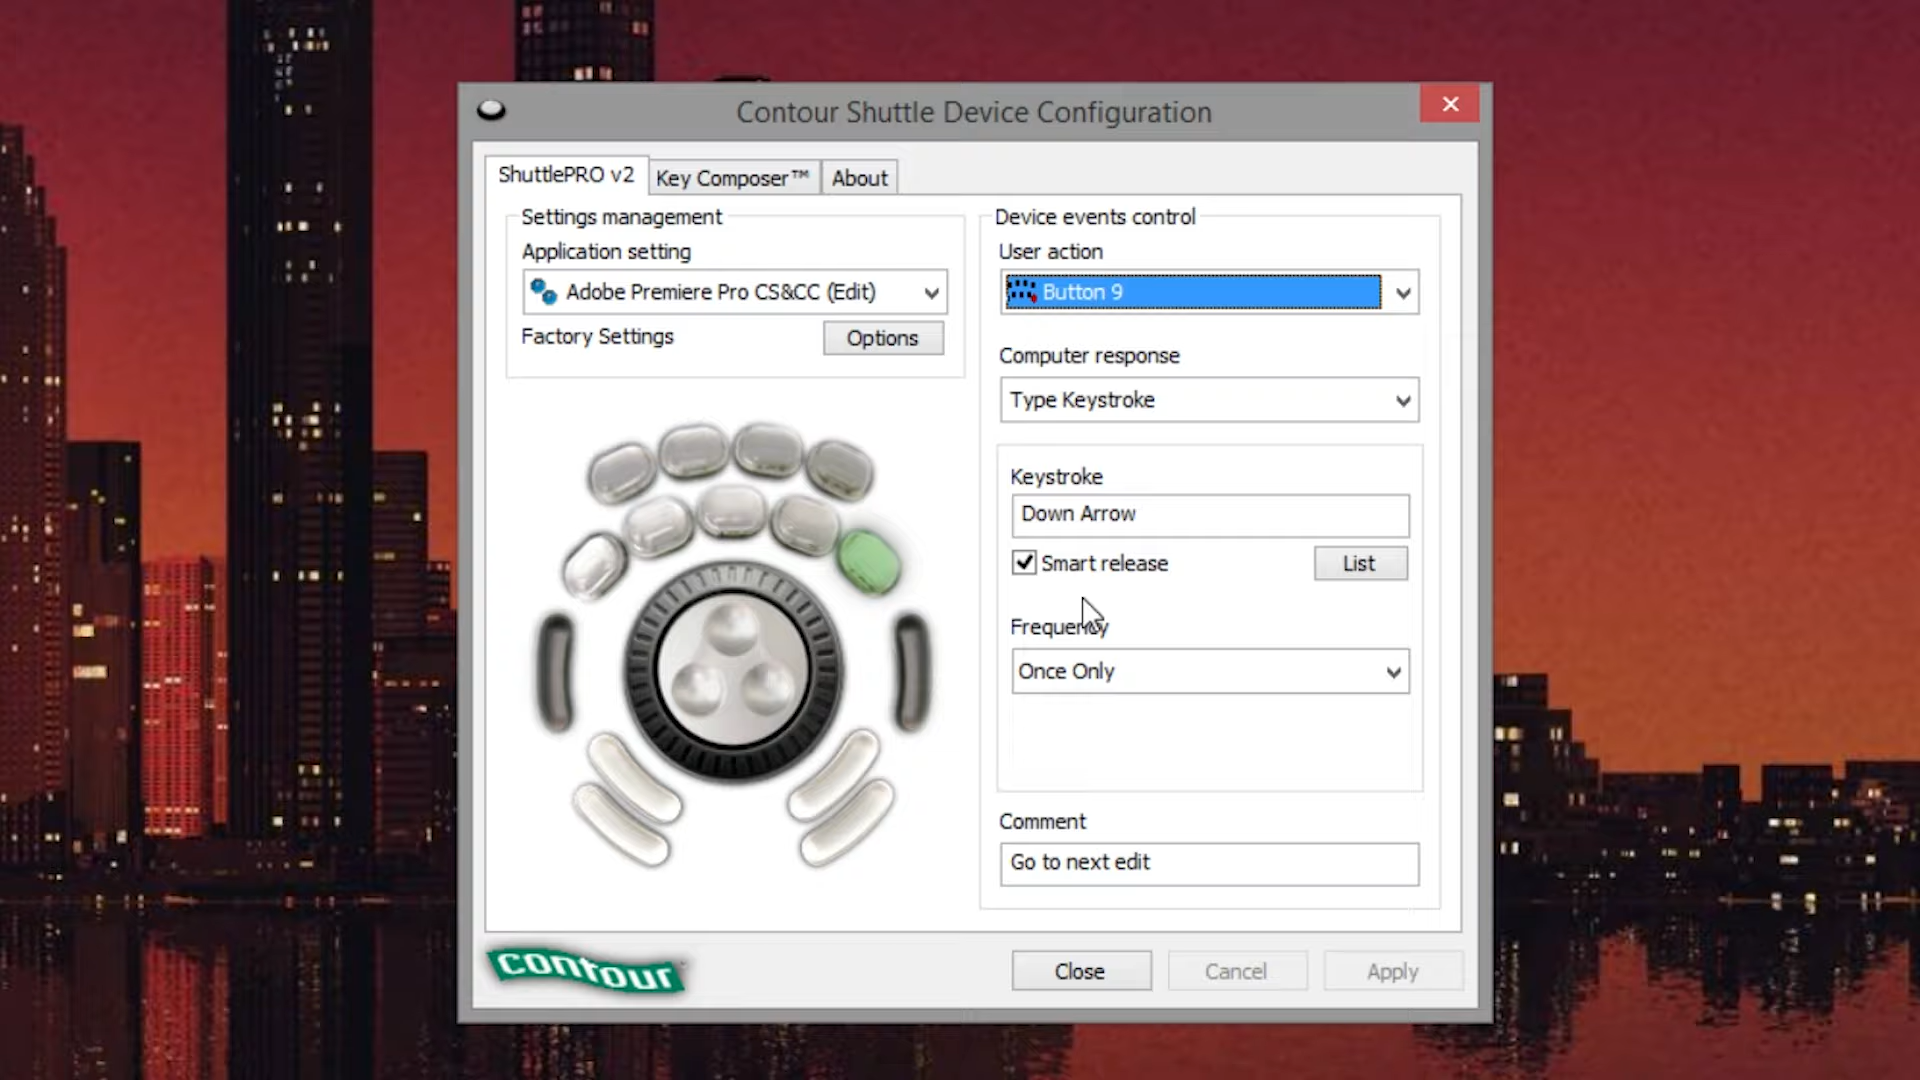 Contour Shuttle Device Configuration
ShuttlePRO v2
Key Composer™
About
Settings management
Application setting
Adobe Premiere Pro CS&CC (Edit)
Factory Settings
Options
Device events control
User action
Button 9
Computer response
Type Keystroke
Keystroke
Down Arrow
Smart release
List
Frequency
Once Only
Comment
Go to next edit
contour
Close
Cancel
Apply